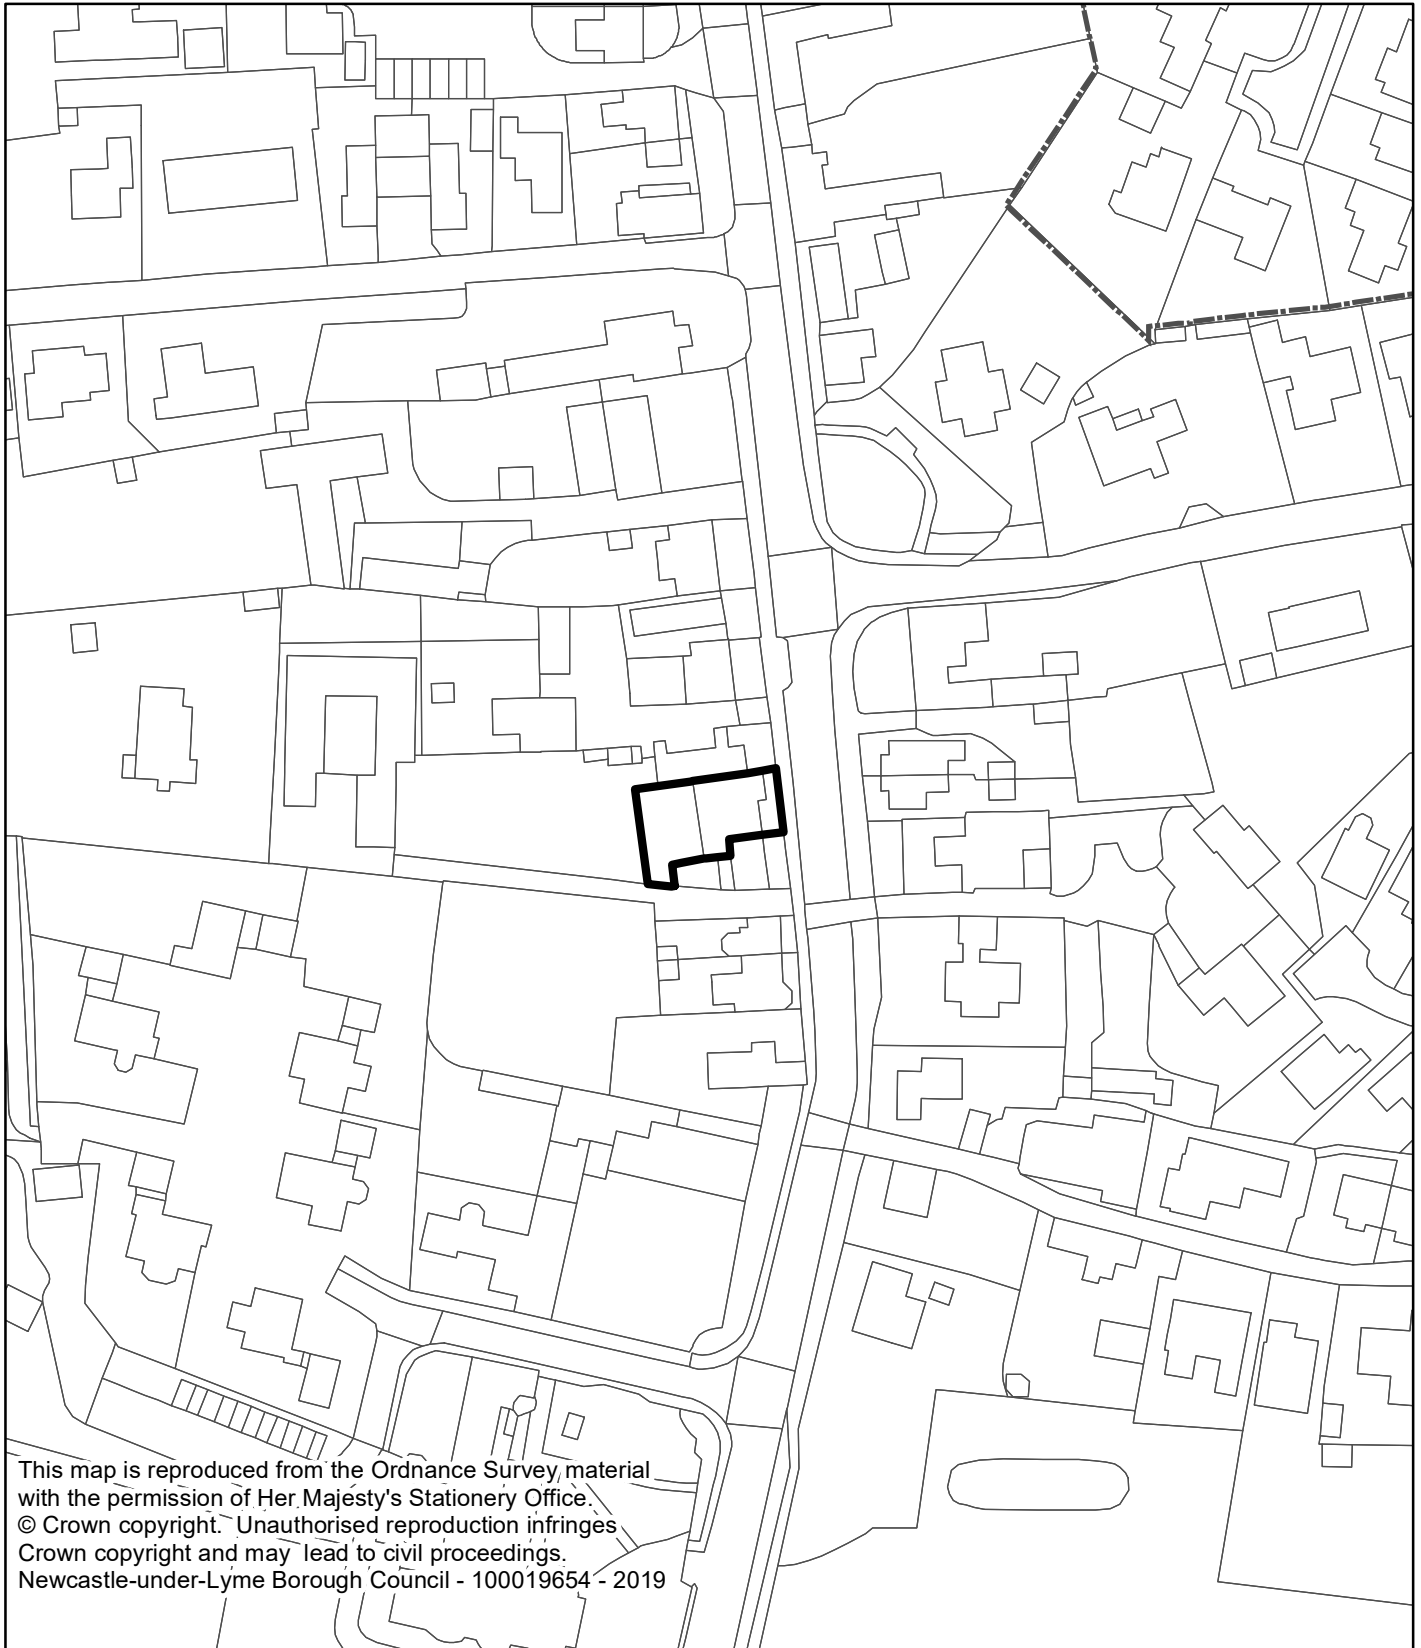 This map is reproduced from the Ordnance Survey material
with the permission of Her Majesty's Stationery Office.
© Crown copyright. Unauthorised reproduction infringes
Crown copyright and may lead to civil proceedings.
Newcastle-under-Lyme Borough Council - 100019654 - 2019